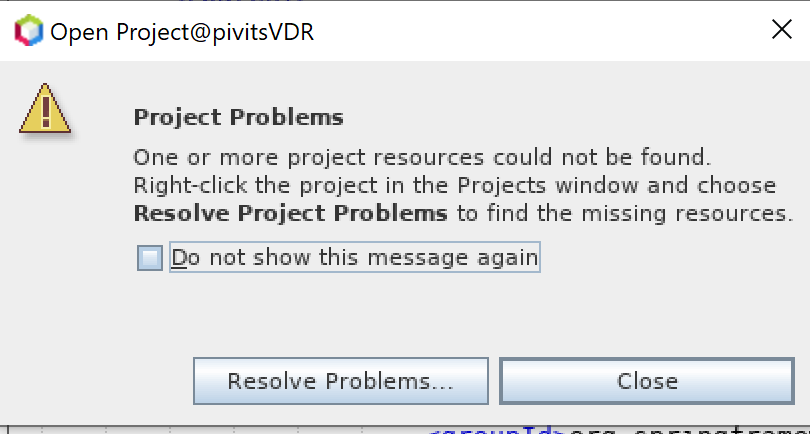 Open Project@pivitsVDR
Project Problems
One or more project resources could not be found.
Right-click the project in the Projects window and choose
Resolve Project Problems to find the missing resources.
Do not show this message again
Resolve Problems...
Close